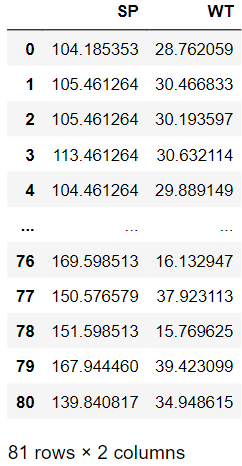 SP WT
0 104.185353 28.762059
1 105.461264 30.466833
2 105.461264 30.193597
3 113.461264 30.632114
4 104.461264 29.889149
... ... ...
76 169.598513 16.132947
77 150.576579 37.923113
78 151.598513 15.769625
79 167.944460 39.423099
80 139.840817 34.948615
81 rows × 2 columns